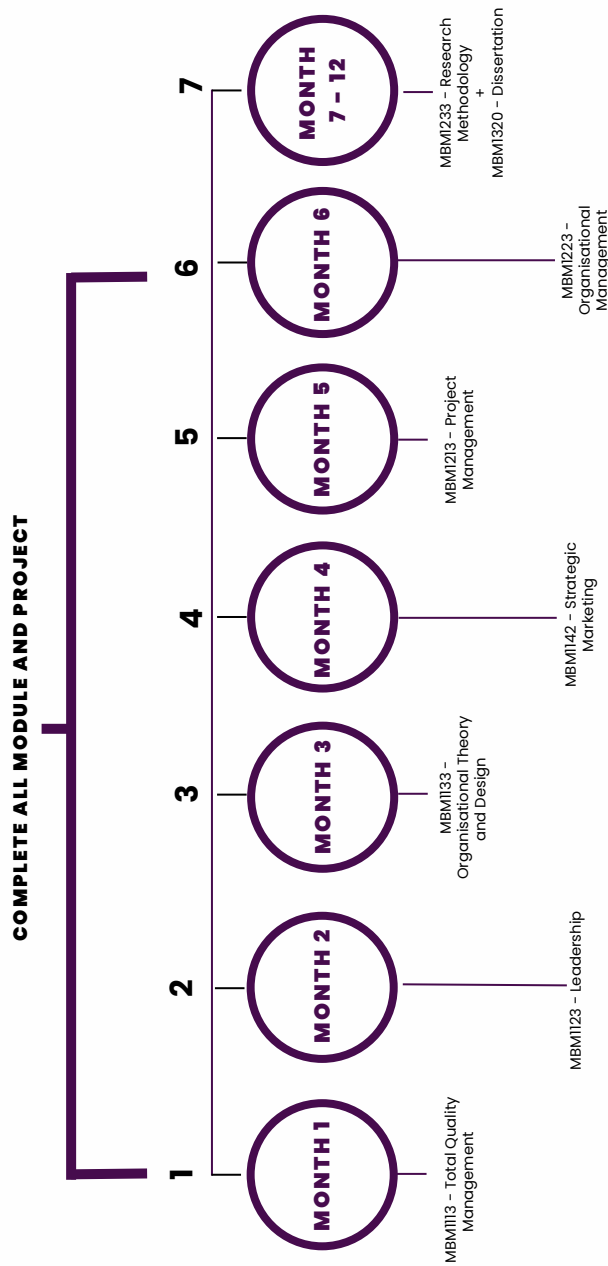 COMPLETE ALL MODULE AND PROJECT
1
2
3
4
5
6
7
MONTH 1
MONTH 2
MONTH 3
MONTH 4
MONTH 5
MONTH 6
MONTH
7 – 12
MBM1113 – Total Quality
Management
MBM1123 – Leadership
MBM1133 –
Organisational Theory
and Design
MBM1142 – Strategic
Marketing
MBM1213 – Project
Management
MBM1223 –
Organisational
Management
MBM1233 – Research
Methodology
+
MBM1320 – Dissertation